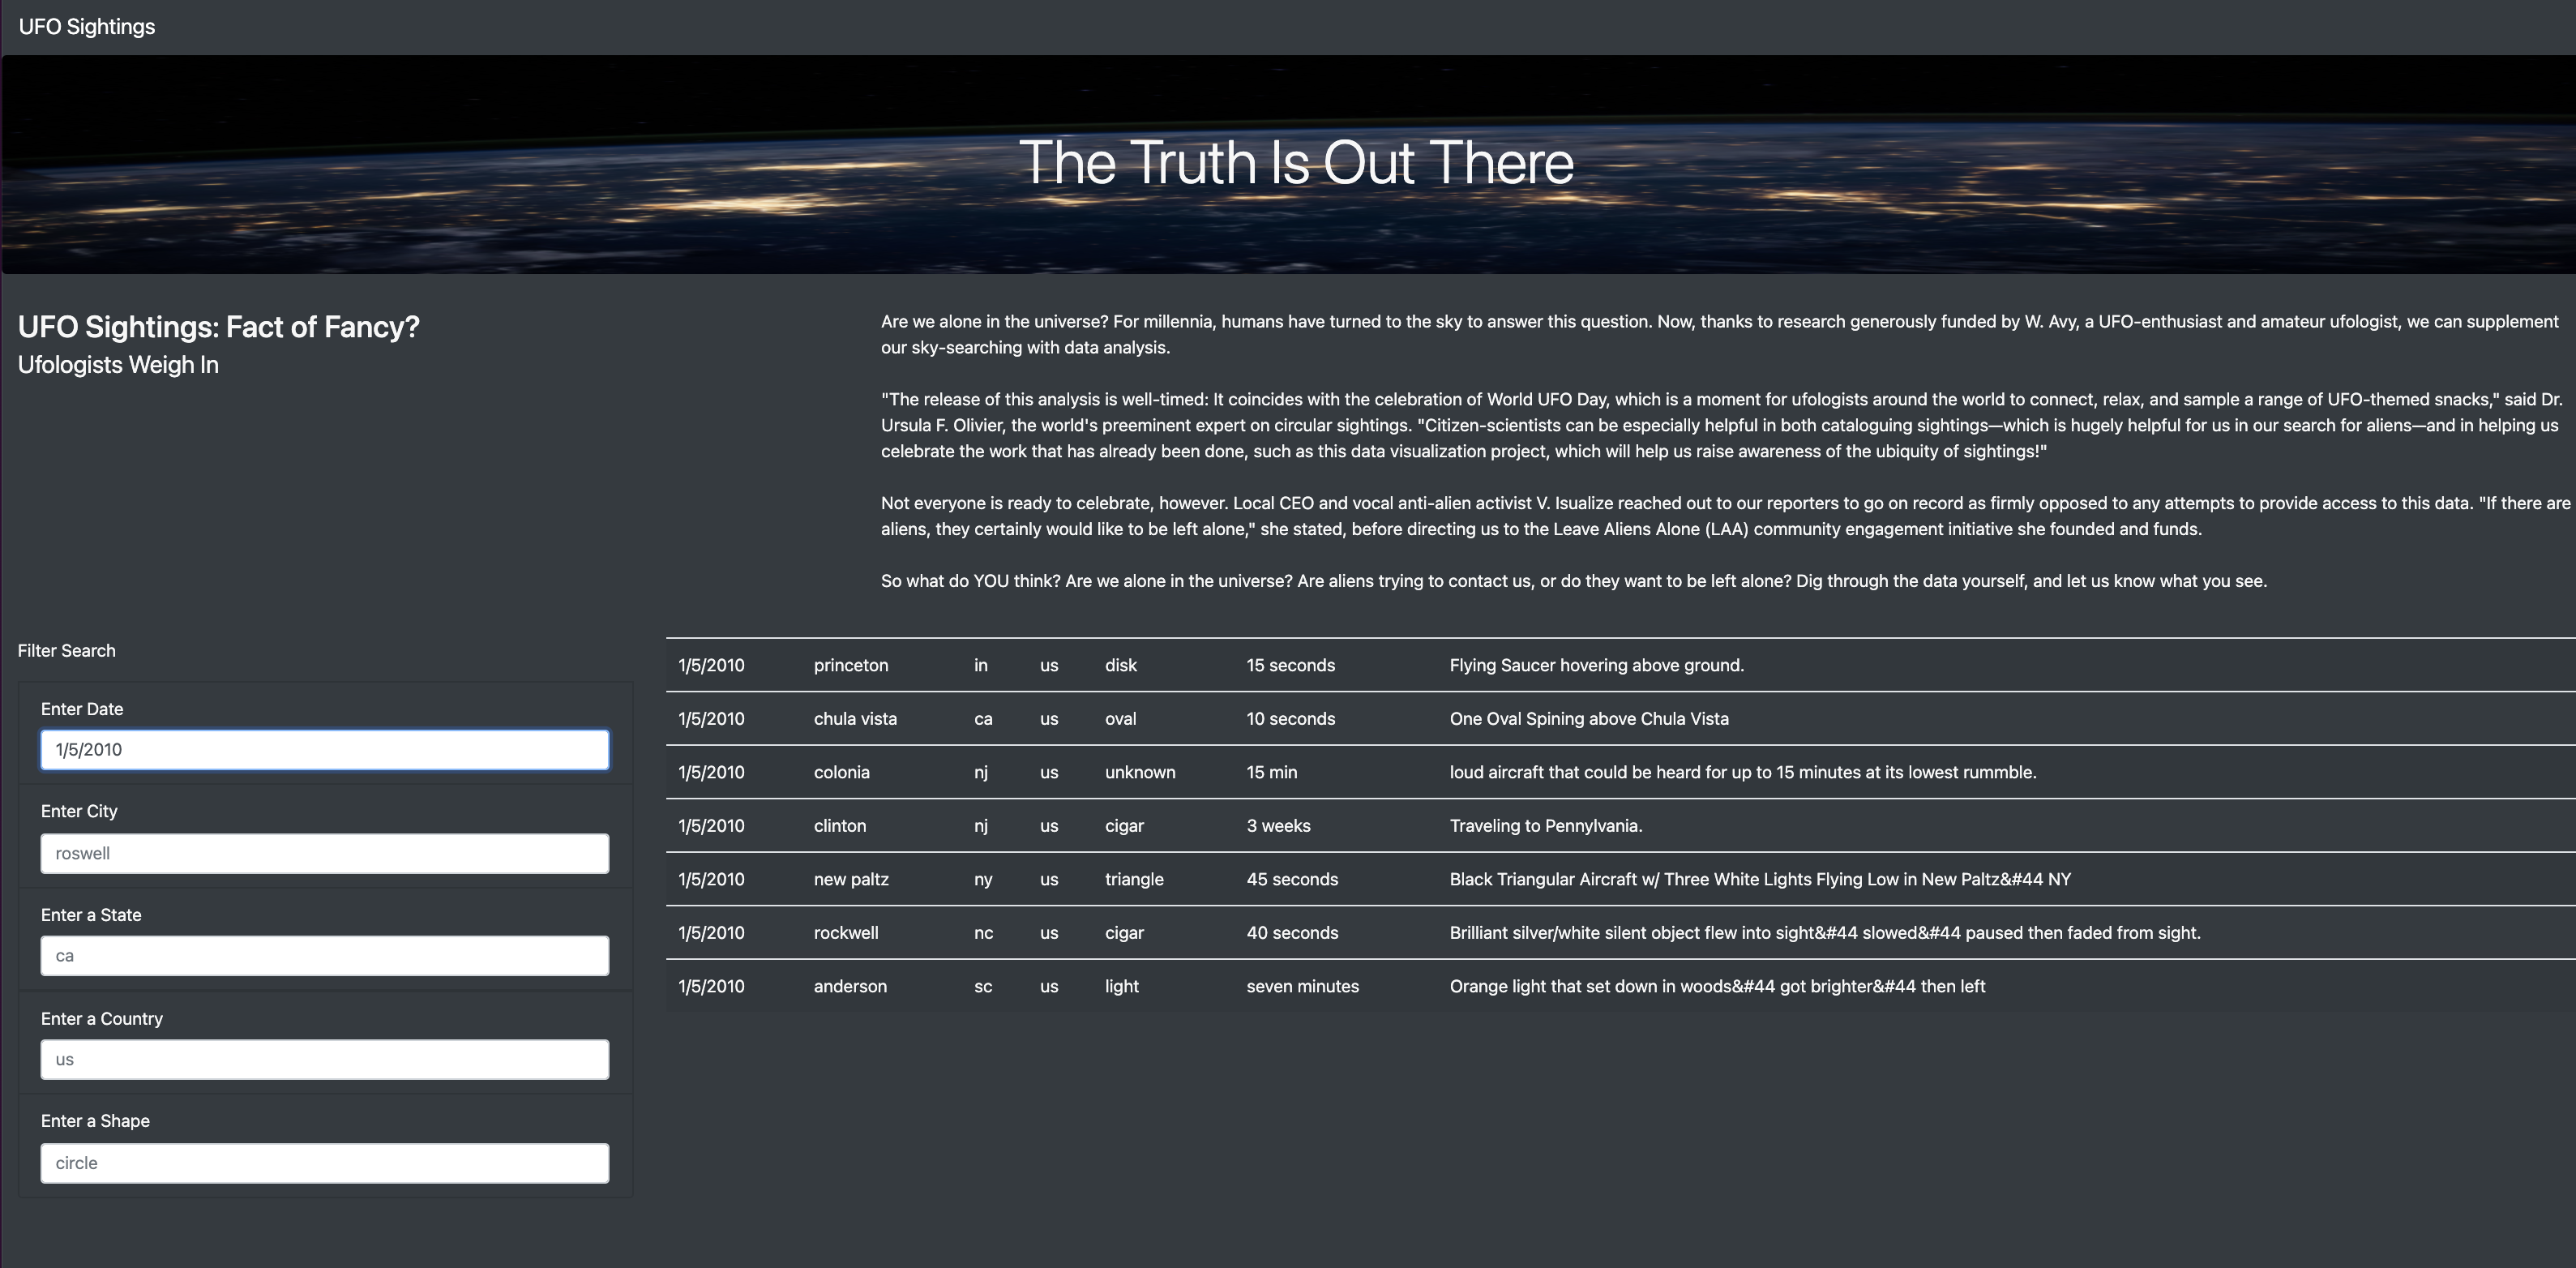 UFO Sightings
The Truth Is Out There
UFO Sightings: Fact of Fancy?
Ufologists Weigh In
Are we alone in the universe? For millennia, humans have turned to the sky to answer this question. Now, thanks to research generously funded by W. Avy, a UFO-enthusiast and amateur ufologist, we can supplement
our sky-searching with data analysis.
"The release of this analysis is well-timed: It coincides with the celebration of World UFO Day, which is a moment for ufologists around the world to connect, relax, and sample a range of UFO-themed snacks," said Dr.
Ursula F. Olivier, the world's preeminent expert on circular sightings. "Citizen-scientists can be especially helpful in both cataloguing sightings—which is hugely helpful for us in our search for aliens—and in helping us
celebrate the work that has already been done, such as this data visualization project, which will help us raise awareness of the ubiquity of sightings!"
Not everyone is ready to celebrate, however. Local CEO and vocal anti-alien activist V. Isualize reached out to our reporters to go on record as firmly opposed to any attempts to provide access to this data. "If there are
aliens, they certainly would like to be left alone," she stated, before directing us to the Leave Aliens Alone (LAA) community engagement initiative she founded and funds.
So what do YOU think? Are we alone in the universe? Are aliens trying to contact us, or do they want to be left alone? Dig through the data yourself, and let us know what you see.
Filter Search
Enter Date
1/5/2010
Enter City
roswell
Enter a State
ca
Enter a Country
us
Enter a Shape
circle
1/5/2010 princeton in us disk 15 seconds Flying Saucer hovering above ground.
1/5/2010 chula vista ca us oval 10 seconds One Oval Spining above Chula Vista
1/5/2010 colonia nj us unknown 15 min loud aircraft that could be heard for up to 15 minutes at its lowest rummble.
1/5/2010 clinton nj us cigar 3 weeks Traveling to Pennylvania.
1/5/2010 new paltz ny us triangle 45 seconds Black Triangular Aircraft w/ Three White Lights Flying Low in New Paltz&#44 NY
1/5/2010 rockwell nc us cigar 40 seconds Brilliant silver/white silent object flew into sight&#44 slowed&#44 paused then faded from sight.
1/5/2010 anderson sc us light seven minutes Orange light that set down in woods&#44 got brighter&#44 then left